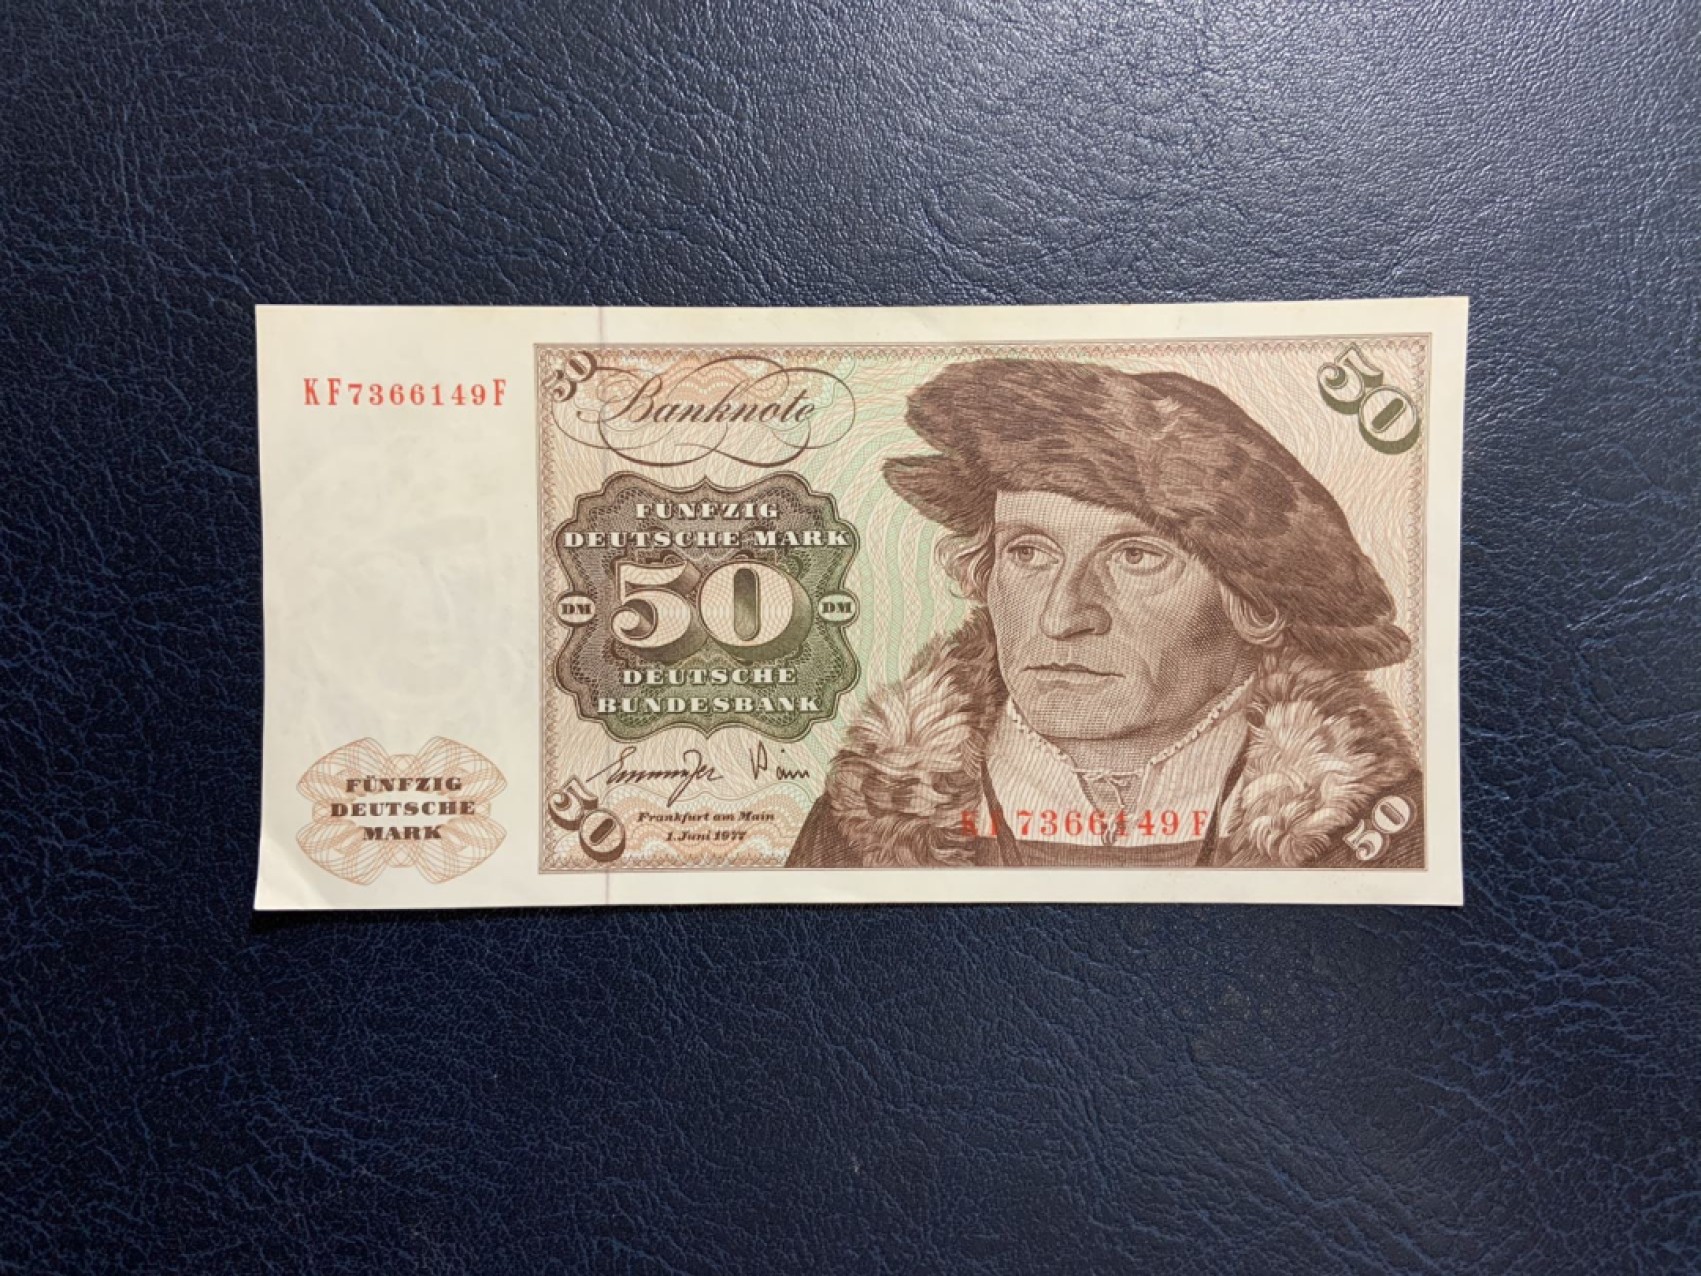 KF7366149F
50
Banknote
50
FÜNFZIG
DEUTSCHE MARK
DM
50
DM
DEUTSCHE
BUNDESBANK
FÜNFZIG
DEUTSCHE
MARK
50
Frankfurt am Main
1. Juni 1977
KF7366149F
50